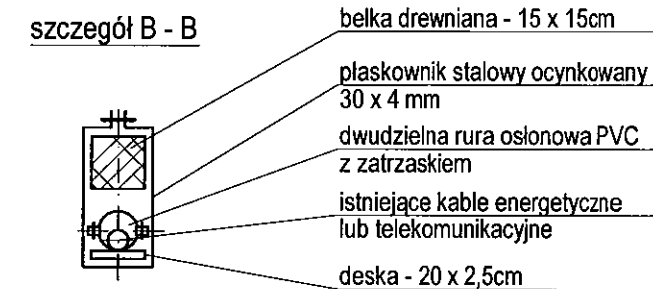 szczegół B - B
belka drewniana - 15 x 15cm
płaskownik stalowy ocynkowany
30 x 4 mm
dwudzielna rura osłonowa PVC
z zatrzaskiem
istniejące kable energetyczne
lub telekomunikacyjne
deska - 20 x 2,5cm